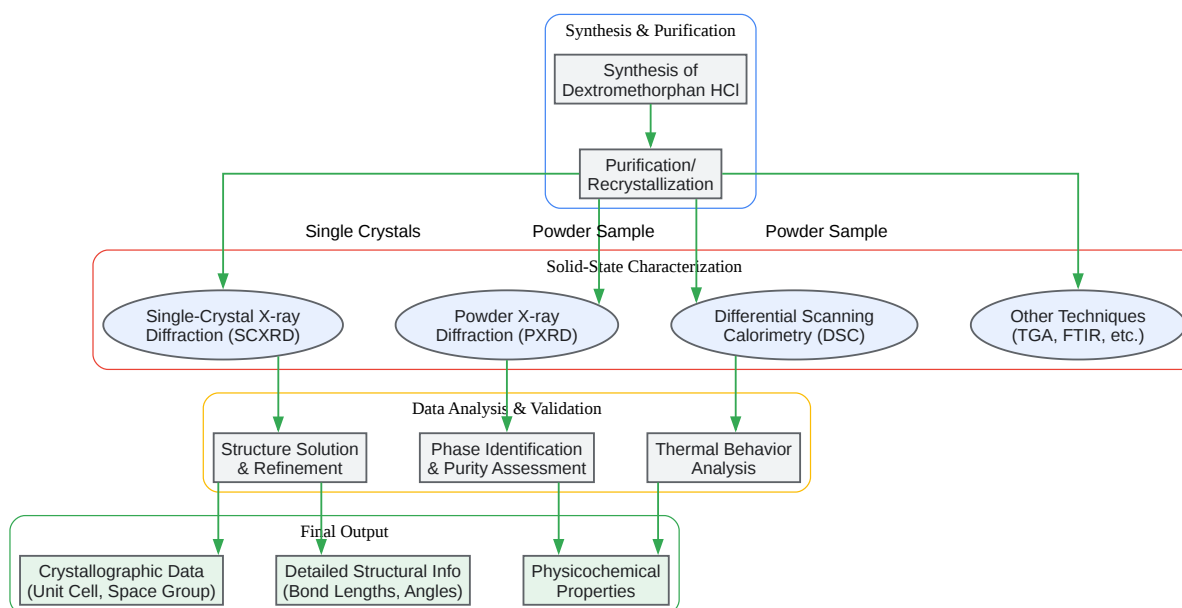 Synthesis & Purification
Synthesis of
Dextromethorphan HCl
Purification/
Recrystallization
Single Crystals
Powder Sample
Powder Sample
Solid-State Characterization
Single-Crystal X-ray
Diffraction (SCXRD)
Powder X-ray
Diffraction (PXRD)
Differential Scanning
Calorimetry (DSC)
Other Techniques
(TGA, FTIR, etc.)
Data Analysis & Validation
Structure Solution
& Refinement
Phase Identification
& Purity Assessment
Thermal Behavior
Analysis
Final Output
Crystallographic Data
(Unit Cell, Space Group)
Detailed Structural Info
(Bond Lengths, Angles)
Physicochemical
Properties